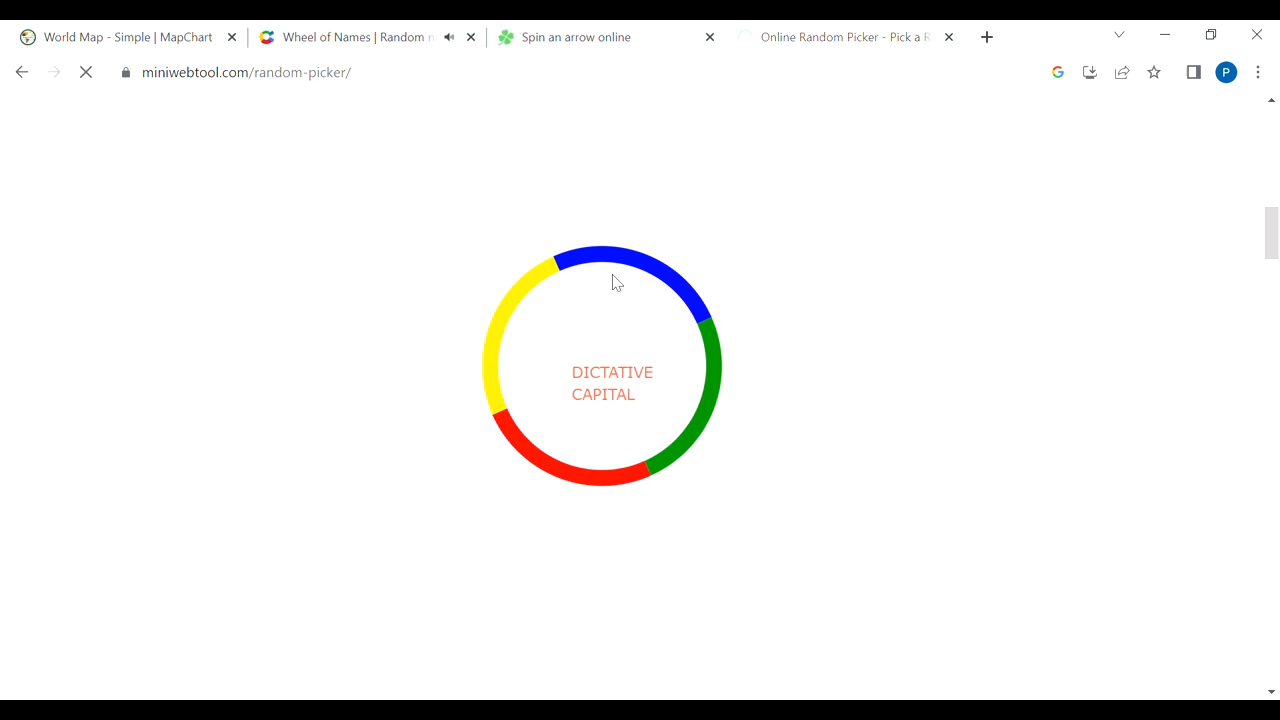 World Map - Simple | MapChart
Wheel of Names | Random
Spin an arrow online
Online Random Picker - Pick a R
miniwebtool.com/random-picker/
P
DICTATIVE
CAPITAL